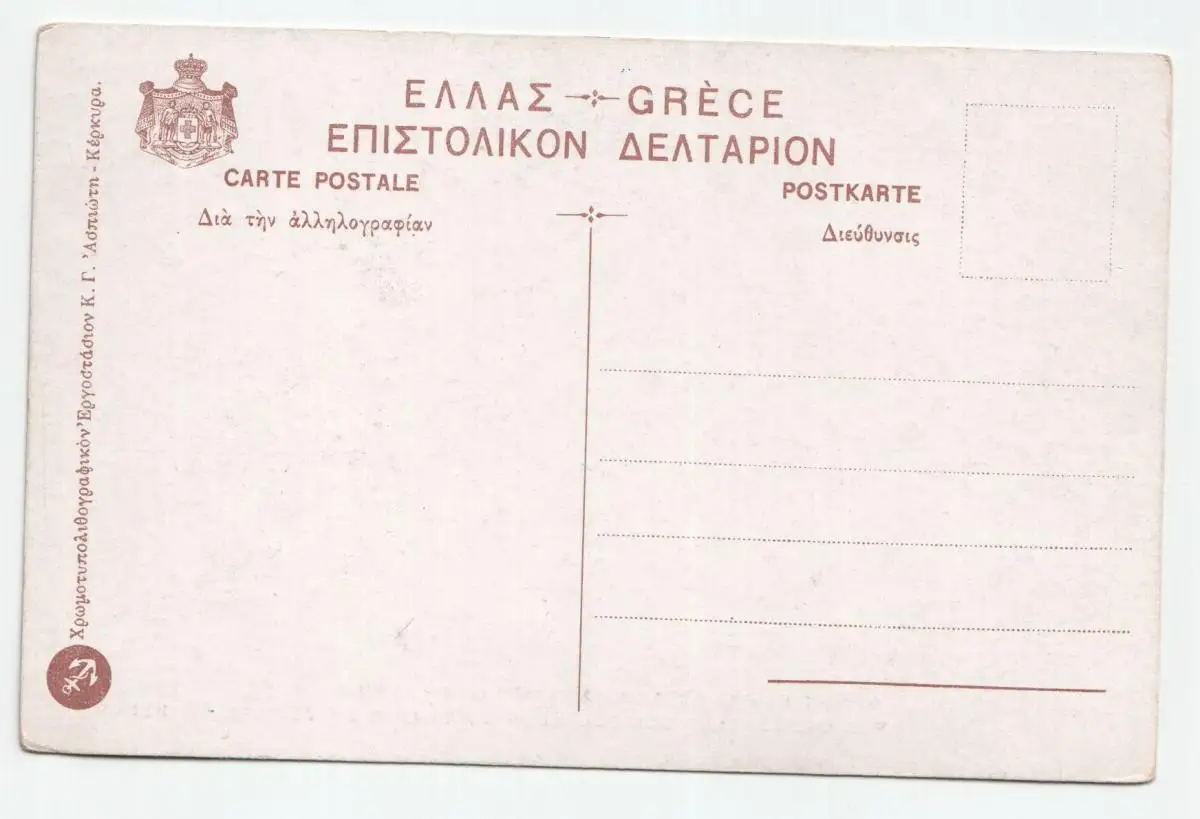 ΕΛΛΑΣ GRÈCE
ΕΠΙΣΤΟΛΙΚΟΝ ΔΕΛΤΑΡΙΟΝ
CARTE POSTALE
POSTKARTE
Διὰ τὴν ἀλληλογραφίαν
Διεύθυνσις
Χρωμοτυπολιθογραφικὸν Ἐργοστάσιον Κ. Γ. Ἀσπιώτη - Κέρκυρα.